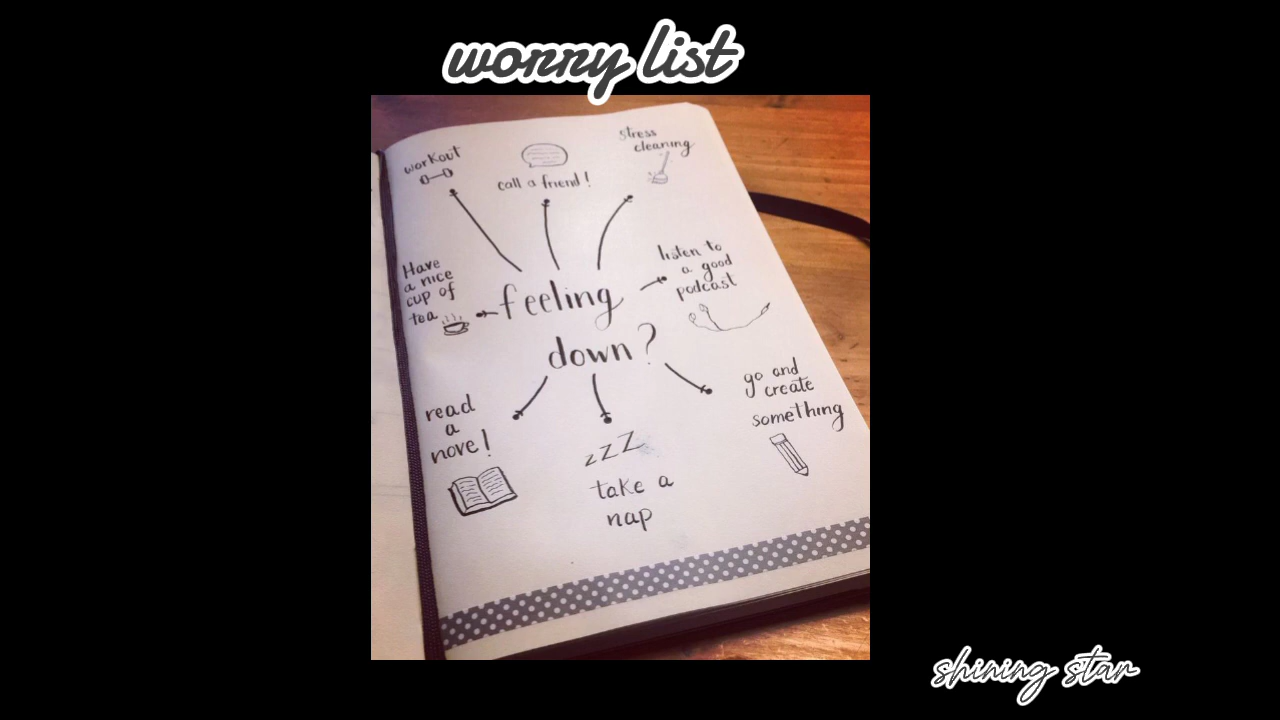 worry list
workout
call a friend!
stress
cleaning
Have
a nice
cup of
tea
listen to
a good
podcast
feeling
down?
read
a
novel
zzZ
take a
nap
go and
create
something
shining star